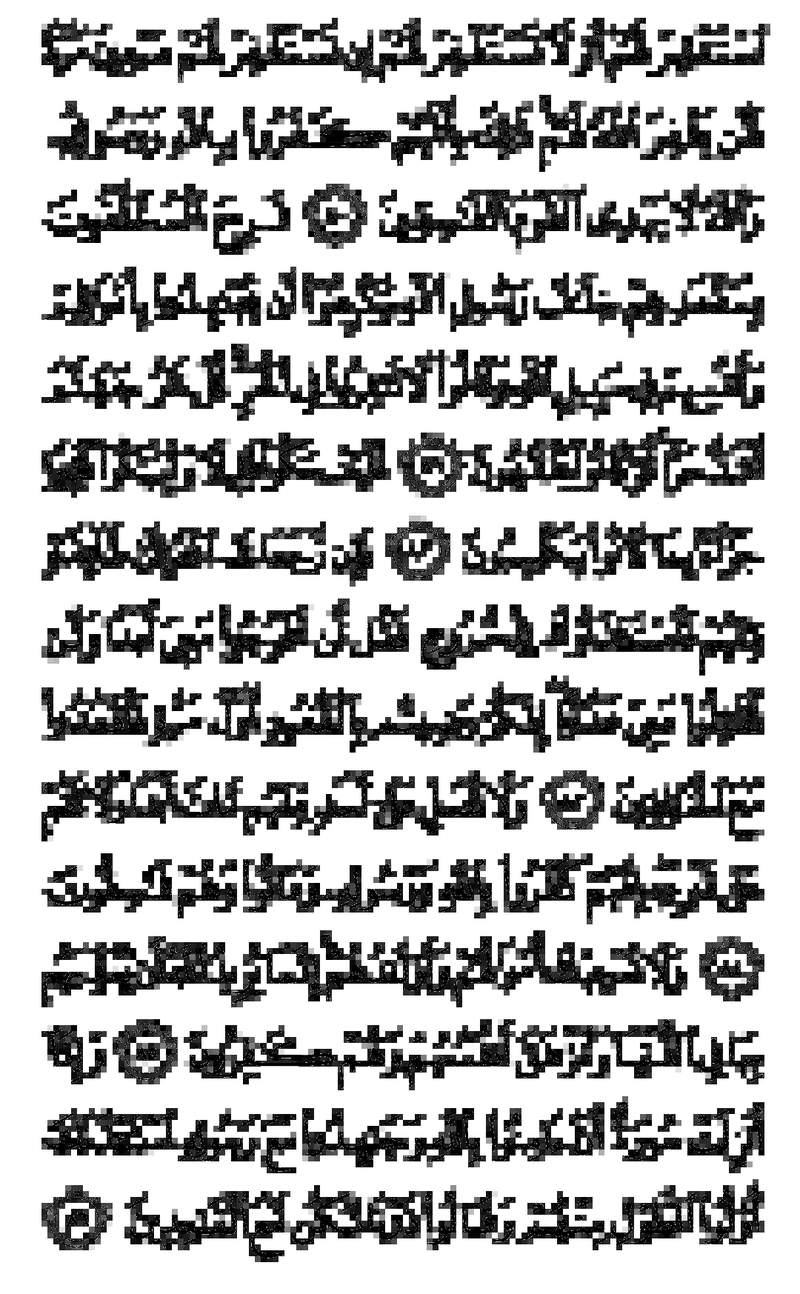 ٱسۡتَغۡفِرۡ لَهُمۡ أَوۡ لَا تَسۡتَغۡفِرۡ لَهُمۡ إِن تَسۡتَغۡفِرۡ لَهُمۡ سَبۡعِينَ مَرَّةٗ
فَلَن يَغۡفِرَ ٱللَّهُ لَهُمۡۚ ذَٰلِكَ بِأَنَّهُمۡ كَفَرُواْ بِٱللَّهِ وَرَسُولِهِۦۗ
وَٱللَّهُ لَا يَهۡدِي ٱلۡقَوۡمَ ٱلۡفَٰسِقِينَ ٨٠ فَرِحَ ٱلۡمُخَلَّفُونَ
بِمَقۡعَدِهِمۡ خِلَٰفَ رَسُولِ ٱللَّهِ وَكَرِهُوٓاْ أَن يُجَٰهِدُواْ بِأَمۡوَٰلِهِمۡ
وَأَنفُسِهِمۡ فِي سَبِيلِ ٱللَّهِ وَقَالُواْ لَا تَنفِرُواْ فِي ٱلۡحَرِّۗ قُلۡ نَارُ جَهَنَّمَ
أَشَدُّ حَرّٗاۚ لَّوۡ كَانُواْ يَفۡقَهُونَ ٨١ فَلۡيَضۡحَكُواْ قَلِيلٗا وَلۡيَبۡكُواْ كَثِيرٗا
جَزَآءَۢ بِمَا كَانُواْ يَكۡسِبُونَ ٨٢ فَإِن رَّجَعَكَ ٱللَّهُ إِلَىٰ طَآئِفَةٖ مِّنۡهُمۡ
فَٱسۡتَـٔۡذَنُوكَ لِلۡخُرُوجِ فَقُل لَّن تَخۡرُجُواْ مَعِيَ أَبَدٗا وَلَن
تُقَٰتِلُواْ مَعِيَ عَدُوًّاۖ إِنَّكُمۡ رَضِيتُم بِٱلۡقُعُودِ أَوَّلَ مَرَّةٖ فَٱقۡعُدُواْ
مَعَ ٱلۡخَٰلِفِينَ ٨٣ وَلَا تُصَلِّ عَلَىٰٓ أَحَدٖ مِّنۡهُم مَّاتَ أَبَدٗا وَلَا تَقُمۡ
عَلَىٰ قَبۡرِهِۦٓۖ إِنَّهُمۡ كَفَرُواْ بِٱللَّهِ وَرَسُولِهِۦ وَمَاتُواْ وَهُمۡ فَٰسِقُونَ
٨٤ وَلَا تُعۡجِبۡكَ أَمۡوَٰلُهُمۡ وَأَوۡلَٰدُهُمۡۚ إِنَّمَا يُرِيدُ ٱللَّهُ أَن يُعَذِّبَهُم
بِهَا فِي ٱلدُّنۡيَا وَتَزۡهَقَ أَنفُسُهُمۡ وَهُمۡ كَٰفِرُونَ ٨٥ وَإِذَآ
أُنزِلَتۡ سُورَةٌ أَنۡ ءَامِنُواْ بِٱللَّهِ وَجَٰهِدُواْ مَعَ رَسُولِهِ ٱسۡتَـٔۡذَنَكَ
أُوْلُواْ ٱلطَّوۡلِ مِنۡهُمۡ وَقَالُواْ ذَرۡنَا نَكُن مَّعَ ٱلۡقَٰعِدِينَ ٨٦